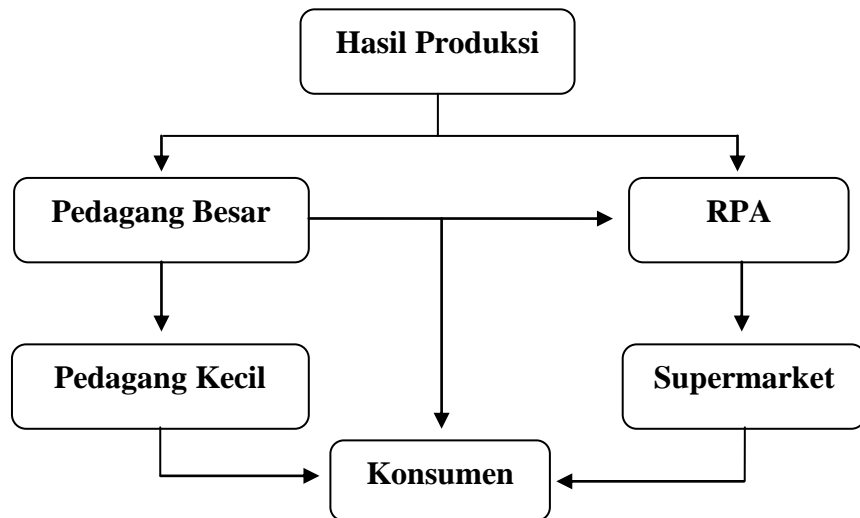 Hasil Produksi
Pedagang Besar
RPA
Pedagang Kecil
Supermarket
Konsumen